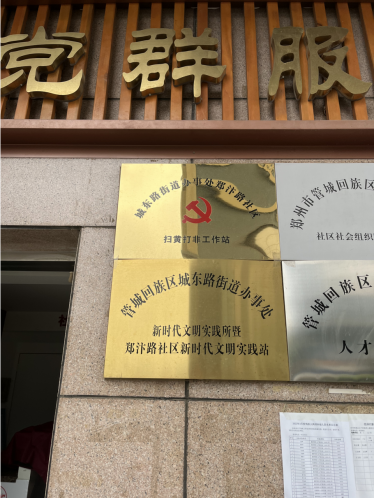 党群服
城东路街道办事处郑汴路社区
扫黄打非工作站
郑州市管城回族区
社区社会组织
管城回族区城东路街道办事处
新时代文明实践所暨
郑汴路社区新时代文明实践站
管城回族区
人才